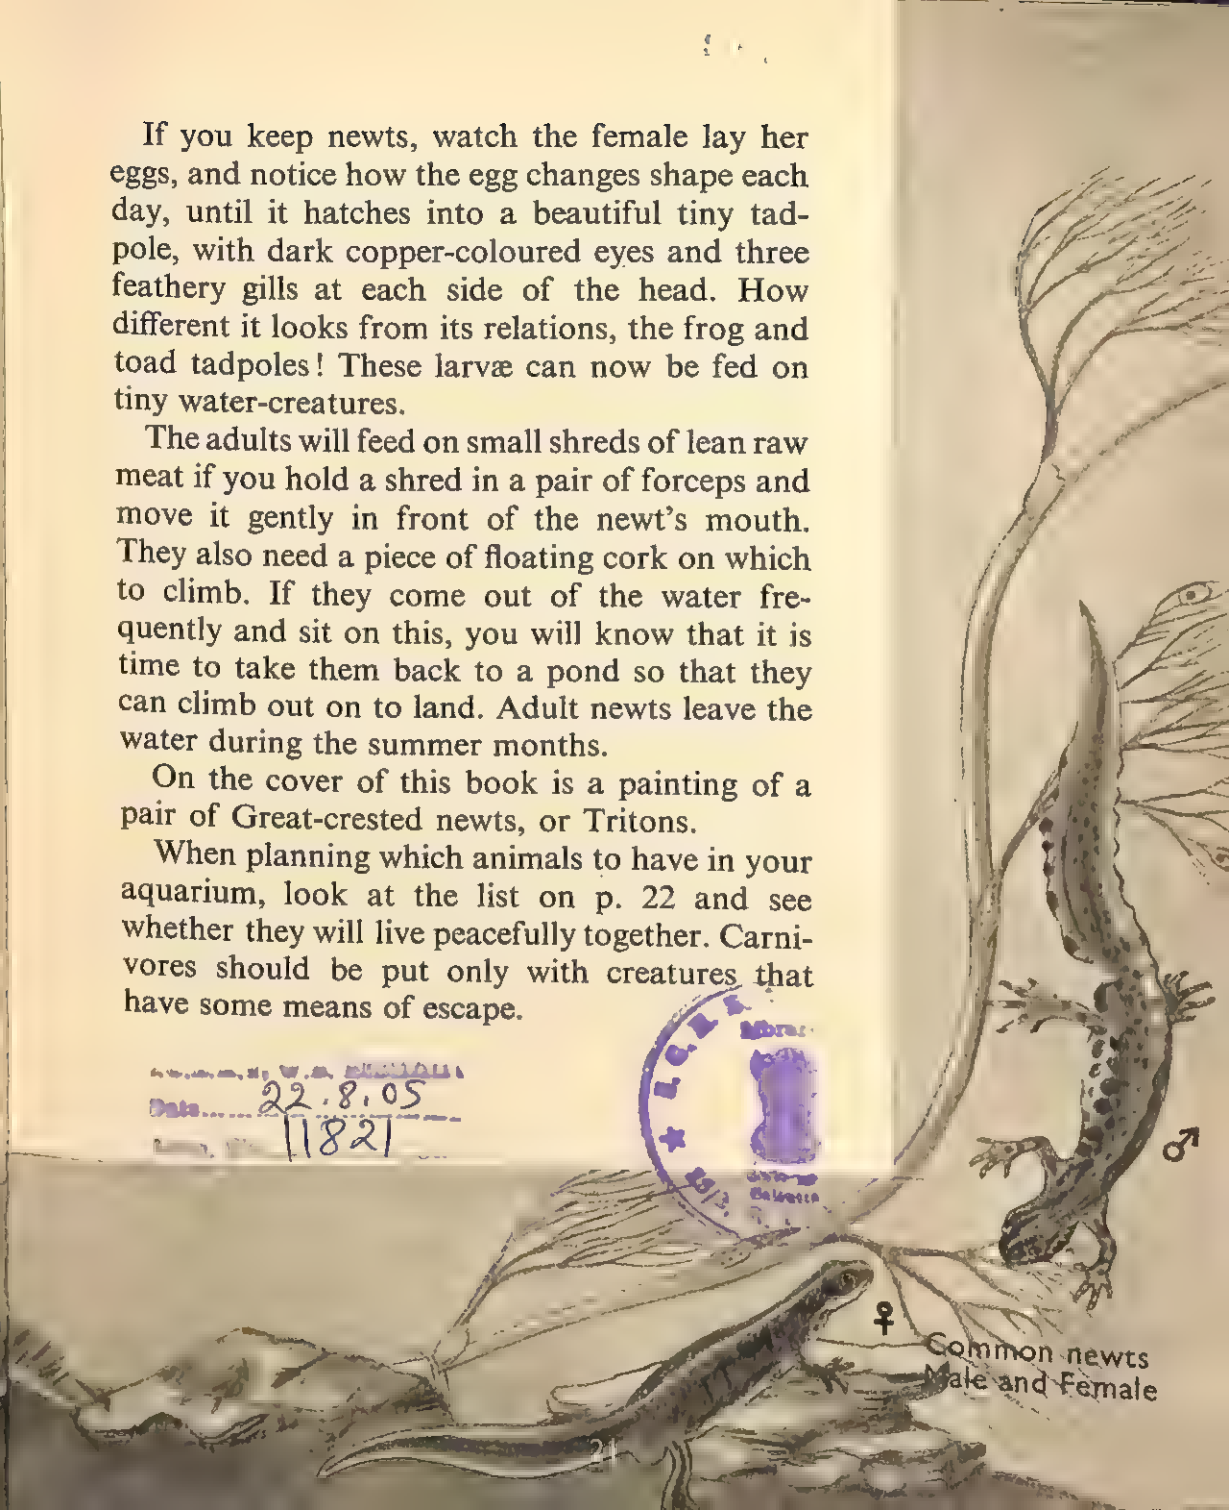 If you keep newts, watch the female lay her
eggs, and notice how the egg changes shape each
day, until it hatches into a beautiful tiny tad-
pole, with dark copper-coloured eyes and three
feathery gills at each side of the head. How
different it looks from its relations, the frog and
toad tadpoles! These larvæ can now be fed on
tiny water-creatures.
The adults will feed on small shreds of lean raw
meat if you hold a shred in a pair of forceps and
move it gently in front of the newt's mouth.
They also need a piece of floating cork on which
to climb. If they come out of the water fre-
quently and sit on this, you will know that it is
time to take them back to a pond so that they
can climb out on to land. Adult newts leave the
water during the summer months.
On the cover of this book is a painting of a
pair of Great-crested newts, or Tritons.
When planning which animals to have in your
aquarium, look at the list on p. 22 and see
whether they will live peacefully together. Carni-
vores should be put only with creatures that
have some means of escape.
Date...... 22.8.05
11821
♂
♀
Common newts
Male and Female
21